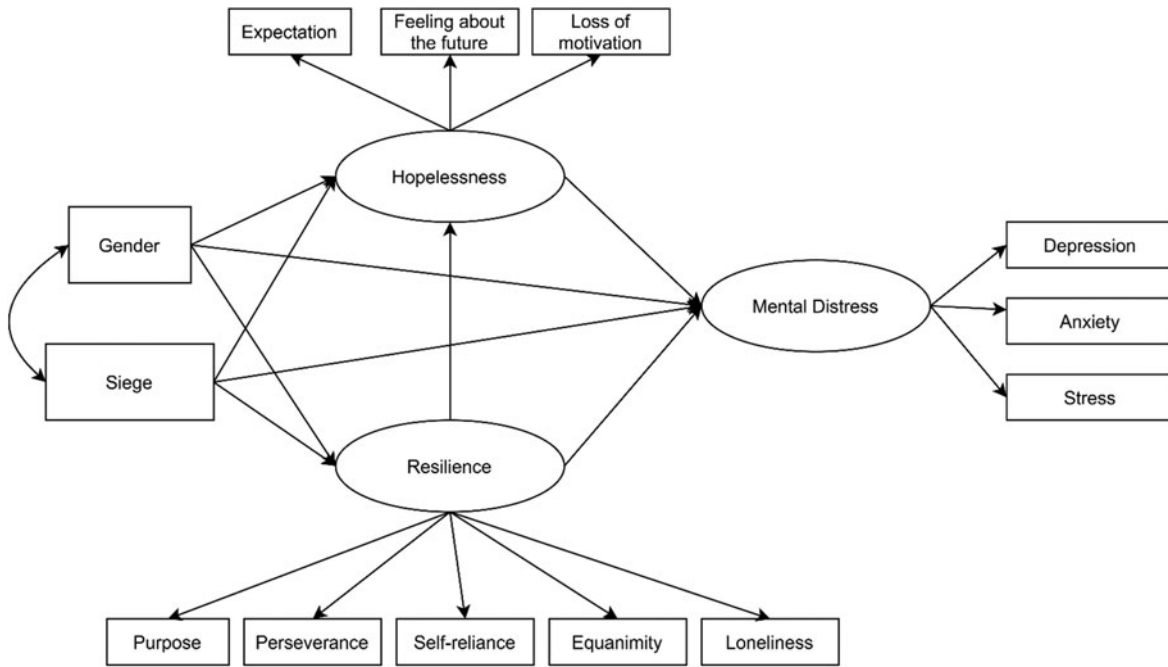 Expectation
Feeling about
the future
Loss of
motivation
Hopelessness
Gender
Depression
Mental Distress
Anxiety
Siege
Stress
Resilience
Purpose
Perseverance
Self-reliance
Equanimity
Loneliness